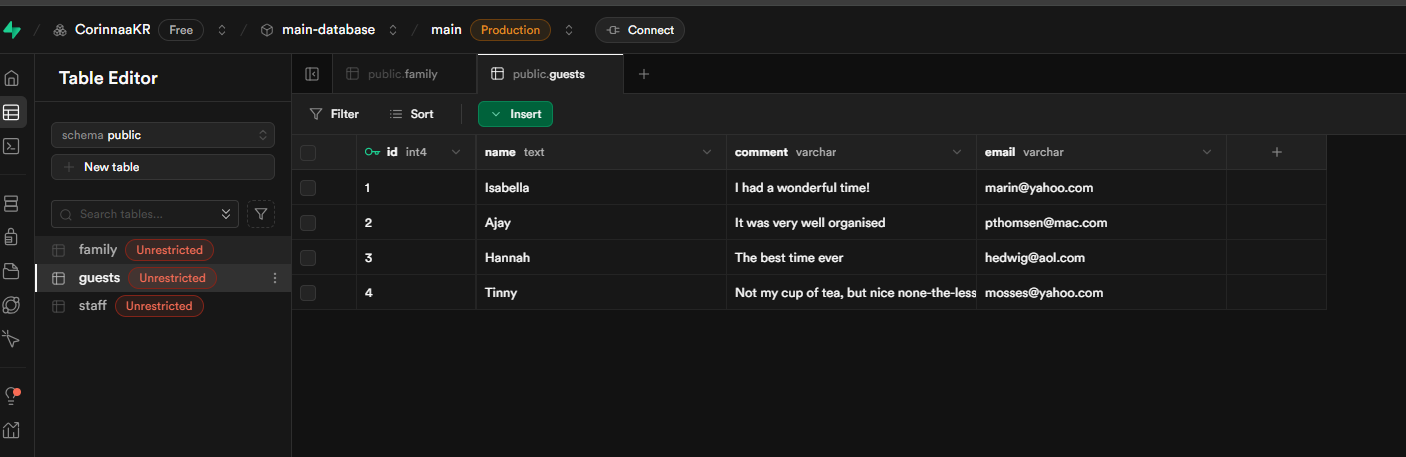 CorinnaaKR Free main-database main Production Connect
Table Editor
public.family public.guests
Filter Sort Insert
schema public
New table
Search tables...
family Unrestricted
guests Unrestricted
staff Unrestricted
id int4 name text comment varchar email varchar
1 Isabella I had a wonderful time! marin@yahoo.com
2 Ajay It was very well organised pthomsen@mac.com
3 Hannah The best time ever hedwig@aol.com
4 Tinny Not my cup of tea, but nice none-the-less mosses@yahoo.com